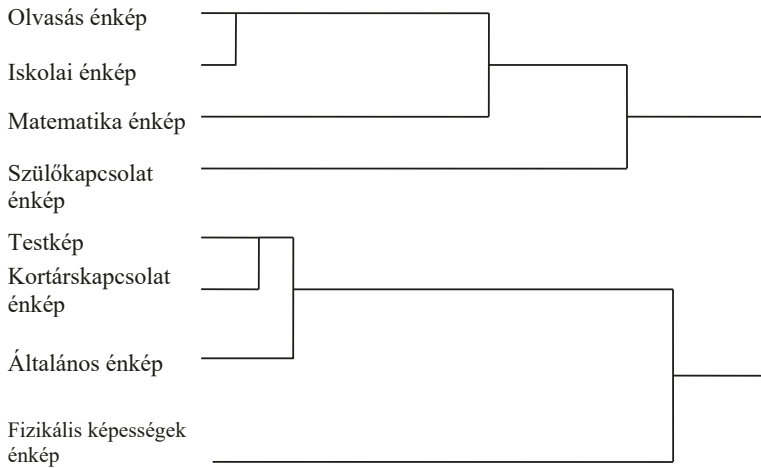 Olvasás énkép
Iskolai énkép
Matematika énkép
Szülőkapcsolat
énkép
Testkép
Kortárskapcsolat
énkép
Általános énkép
Fizikális képességek
énkép